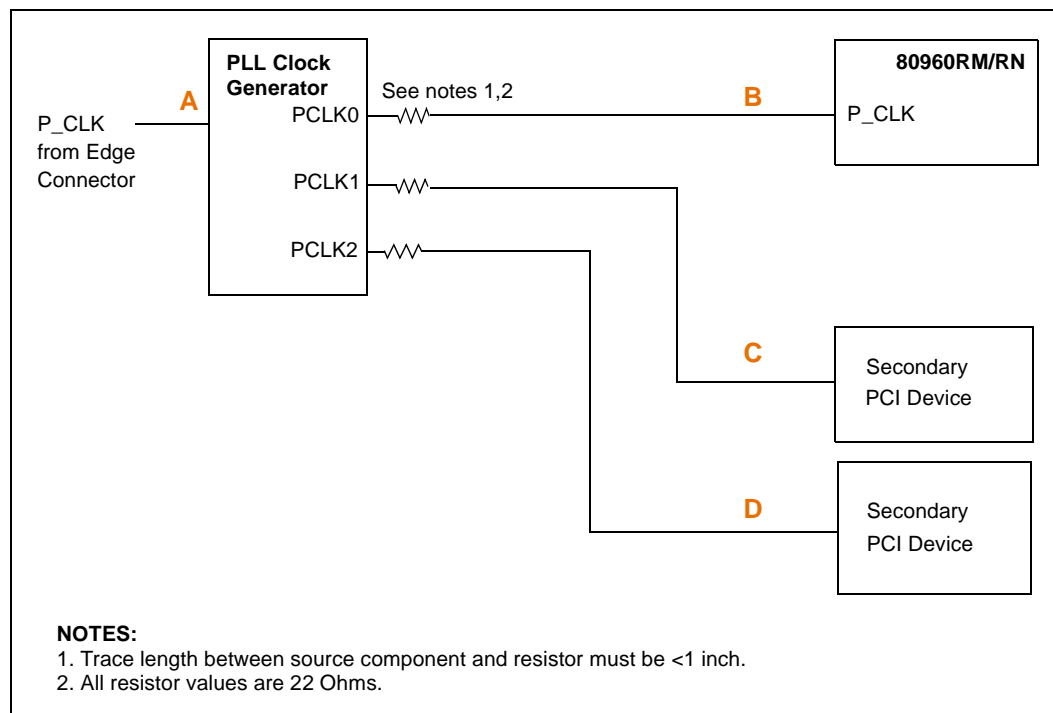 PLL Clock
Generator
80960RM/RN
A
See notes 1,2
B
P_CLK
from Edge
Connector
PCLK0
P_CLK
PCLK1
PCLK2
C
Secondary
PCI Device
D
Secondary
PCI Device
NOTES:
1. Trace length between source component and resistor must be <1 inch.
2. All resistor values are 22 Ohms.